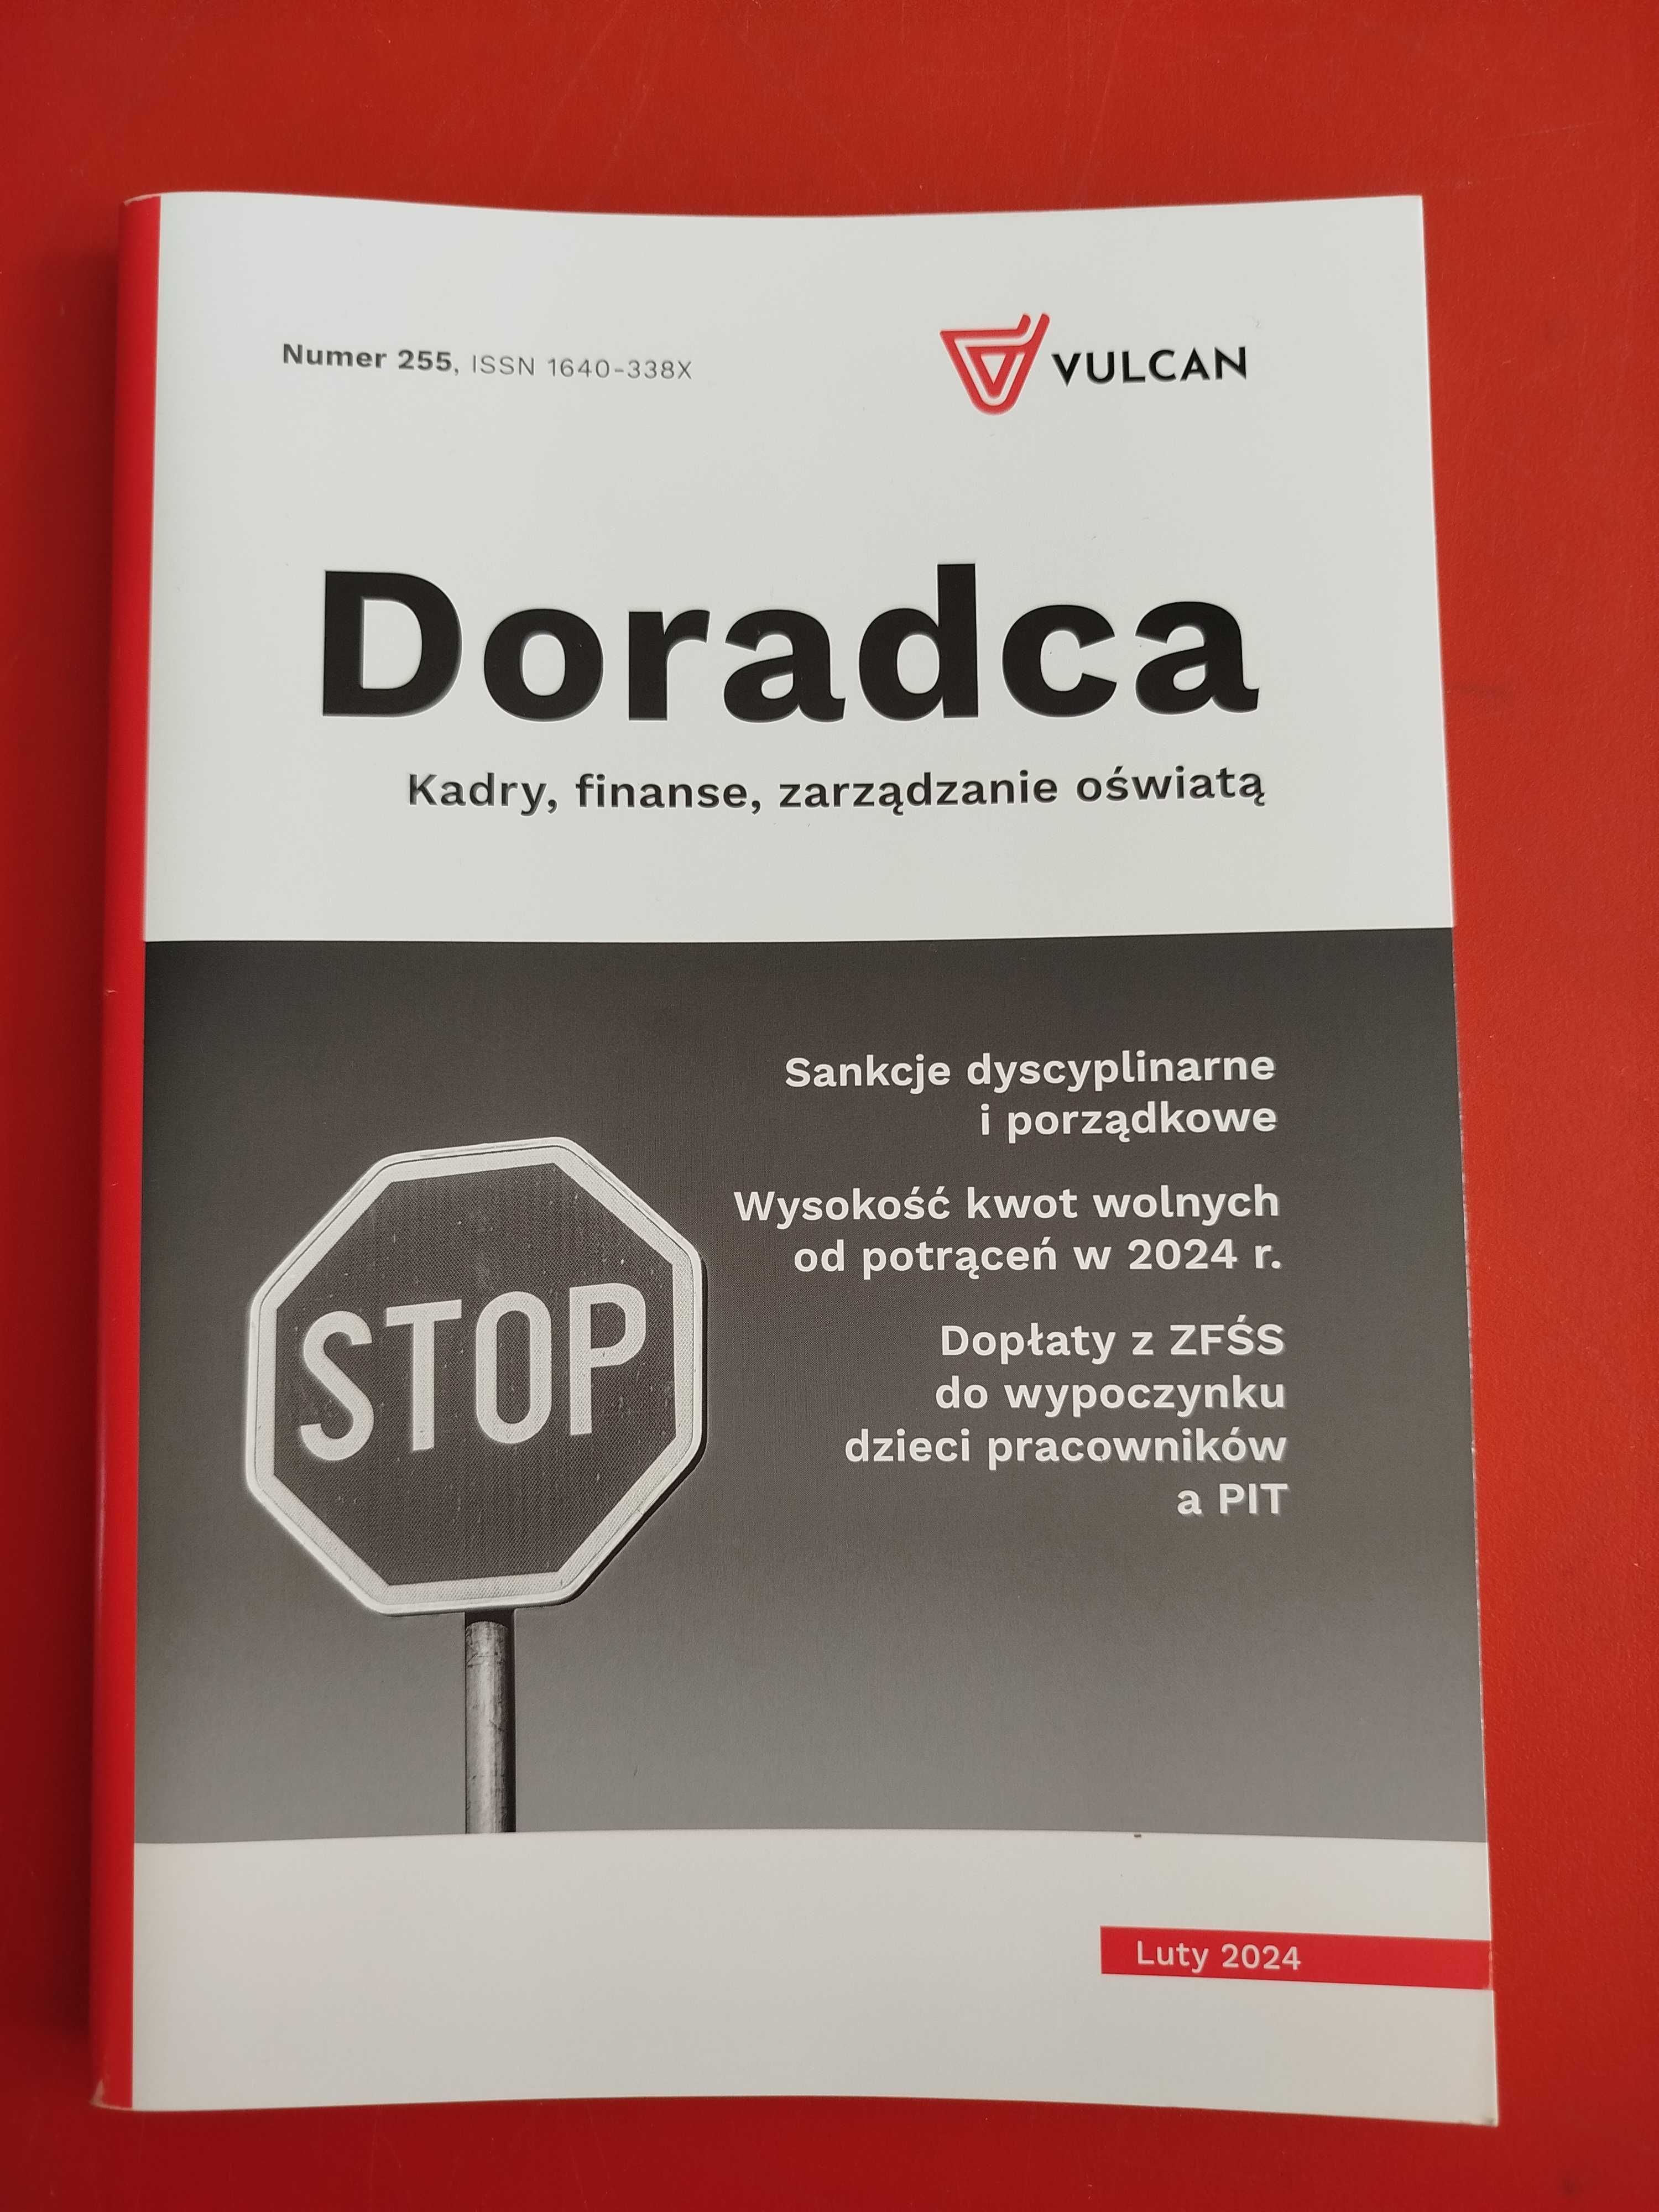 Numer 255, ISSN 1640-338X
VULCAN
Doradca
Kadry, finanse, zarządzanie oświatą
Sankcje dyscyplinarne
i porządkowe
Wysokość kwot wolnych
od potrąceń w 2024 r.
Dopłaty z ZFŚS
do wypoczynku
dzieci pracowników
a PIT
STOP
Luty 2024